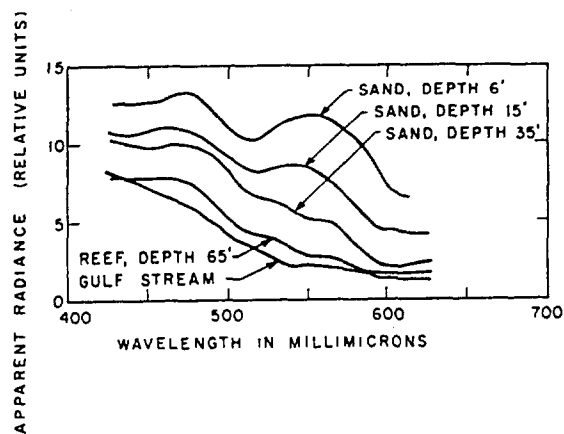 APPARENT RADIANCE (RELATIVE UNITS)
15
10
5
0
SAND, DEPTH 6'
SAND, DEPTH 15'
SAND, DEPTH 35'
REEF, DEPTH 65'
GULF STREAM
400 500 600 700
WAVELENGTH IN MILLIMICRONS